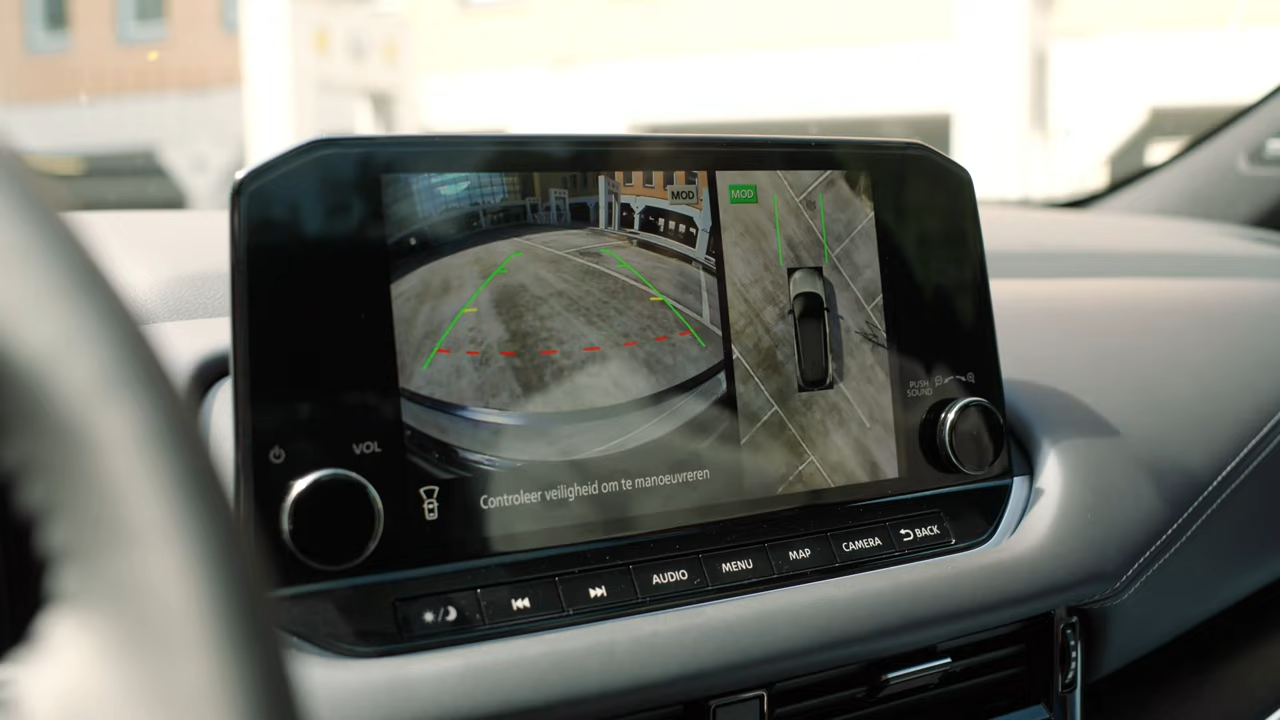 MOD
MOD
VOL
PUSH
SOUND
Controleer veiligheid om te manoeuvreren
AUDIO
MENU
MAP
CAMERA
BACK